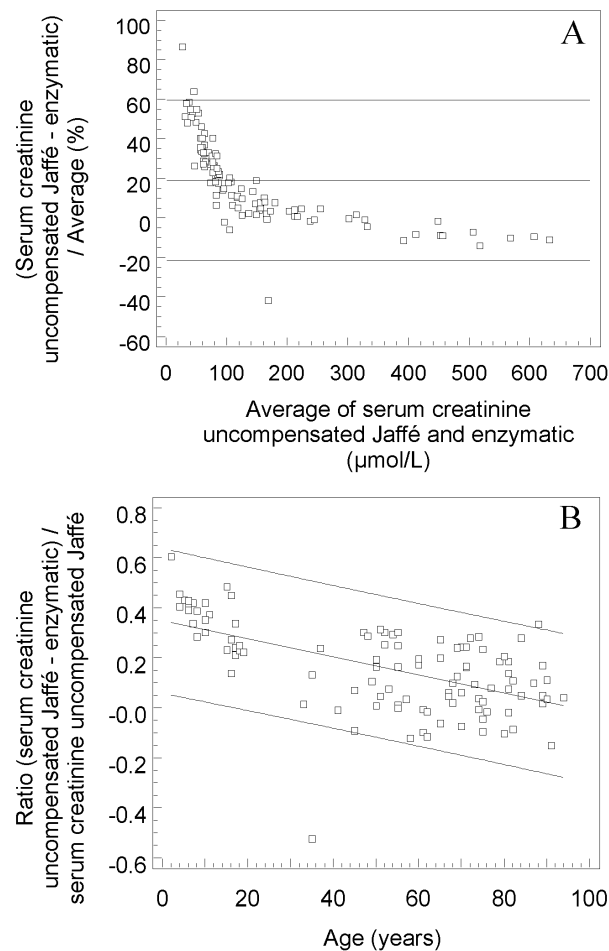 A
(Serum creatinine
uncompensated Jaffé - enzymatic)
/ Average (%)
100
80
60
40
20
0
-20
-40
-60
0 100 200 300 400 500 600 700
Average of serum creatinine
uncompensated Jaffé and enzymatic
(µmol/L)
B
Ratio (serum creatinine
uncompensated Jaffé - enzymatic) /
serum creatinine uncompensated Jaffé
0.8
0.6
0.4
0.2
-0.0
-0.2
-0.4
-0.6
0 20 40 60 80 100
Age (years)